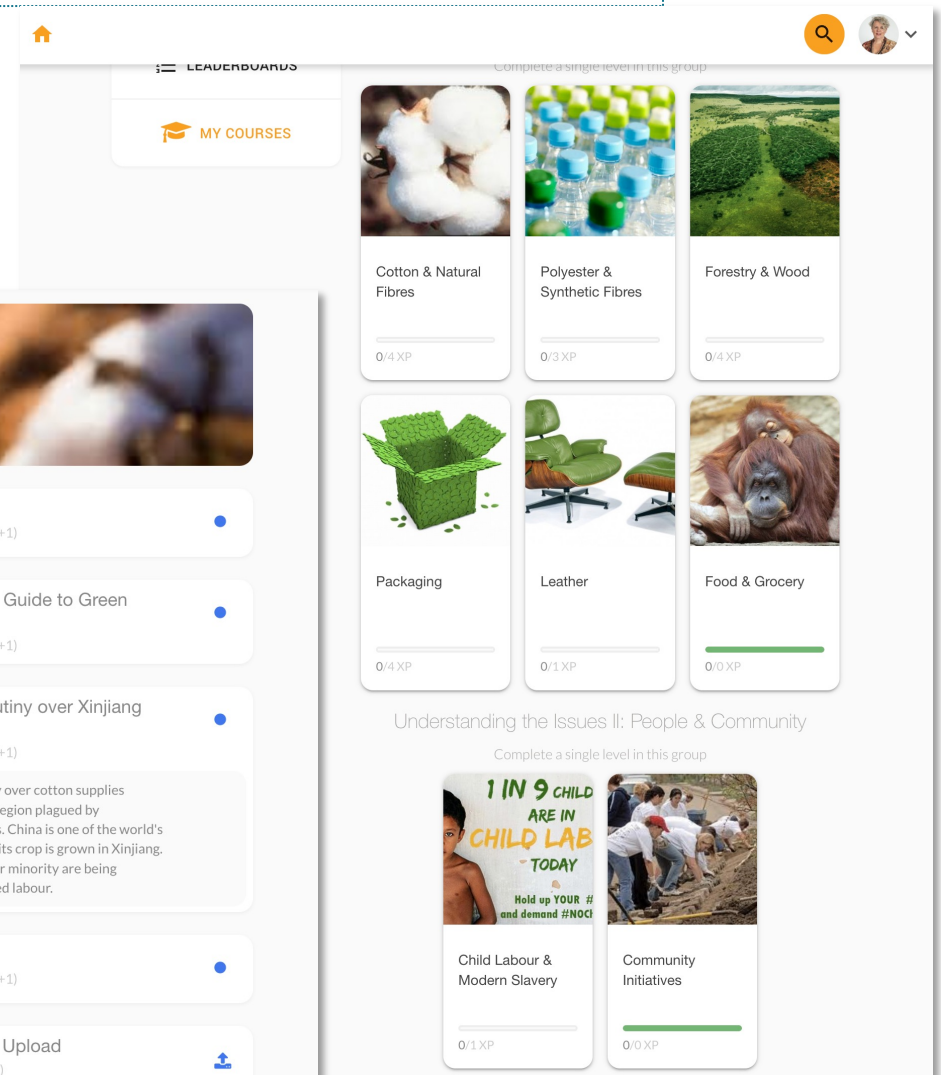 LEADERBOARDS
MY COURSES
Complete a single level in this group
Cotton & Natural
Fibres
0/4 XP
Polyester &
Synthetic Fibres
0/3 XP
Forestry & Wood
0/4 XP
Packaging
0/4 XP
Leather
0/1 XP
Food & Grocery
0/0 XP
Understanding the Issues II: People & Community
Complete a single level in this group
1 IN 9 CHILD
ARE IN
CHILD LAB
TODAY
Hold up YOUR #
and demand #NOCH
Child Labour &
Modern Slavery
0/1 XP
Community
Initiatives
0/0 XP
+1)
Guide to Green
+1)
utiny over Xinjiang
+1)
over cotton supplies
egion plagued by
. China is one of the world's
its crop is grown in Xinjiang.
r minority are being
ed labour.
+1)
Upload
)